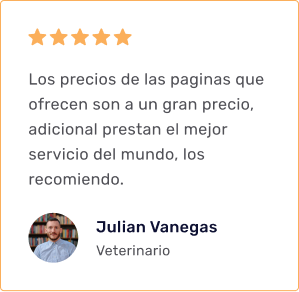 Los precios de las paginas que
ofrecen son a un gran precio,
adicional prestan el mejor
servicio del mundo, los
recomiendo.
Julian Vanegas
Veterinario